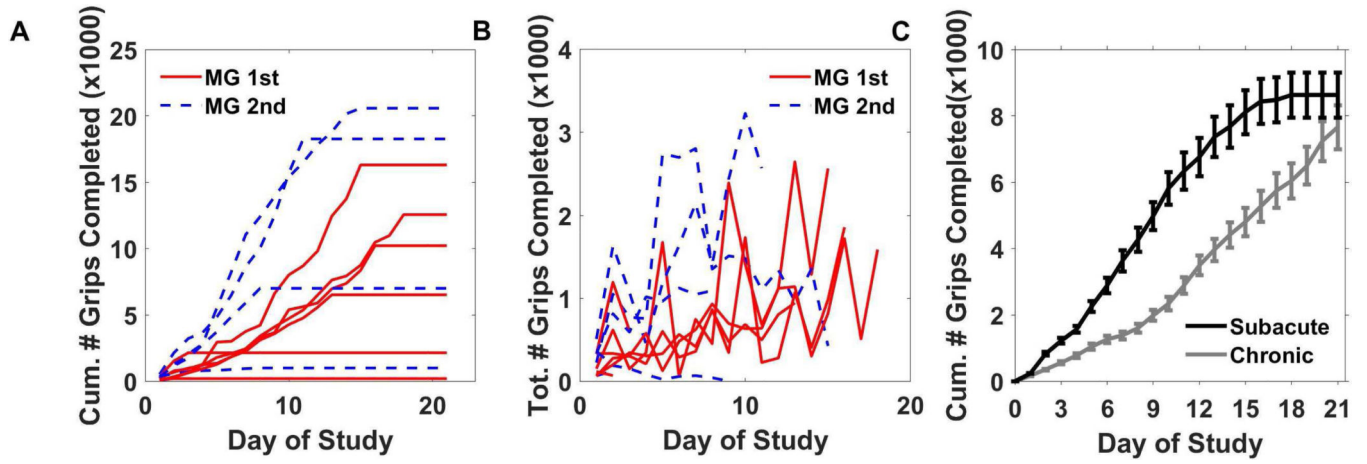 A
Cum. # Grips Completed (x1000)
25
20
15
10
5
0
MG 1st
MG 2nd
0
10
20
Day of Study
B
Tot. # Grips Completed (x1000)
4
3
2
1
0
MG 1st
MG 2nd
0
10
20
Day of Study
C
Cum. # Grips Completed(x1000)
10
8
6
4
2
0
Subacute
Chronic
0 3 6 9 12 15 18 21
Day of Study